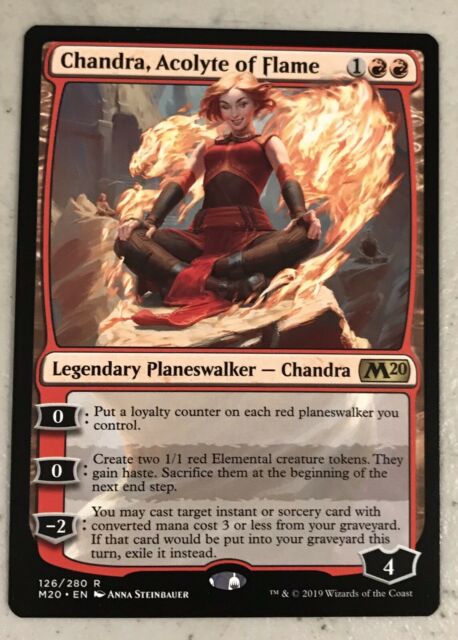 Chandra, Acolyte of Flame 1
Legendary Planeswalker — Chandra M20
0 : Put a loyalty counter on each red planeswalker you
control.
0 : Create two 1/1 red Elemental creature tokens. They
gain haste. Sacrifice them at the beginning of the
next end step.
-2 : You may cast target instant or sorcery card with
converted mana cost 3 or less from your graveyard.
If that card would be put into your graveyard this
turn, exile it instead.
4
126/280 R
M20 • EN Anna Steinbauer
™ & © 2019 Wizards of the Coast